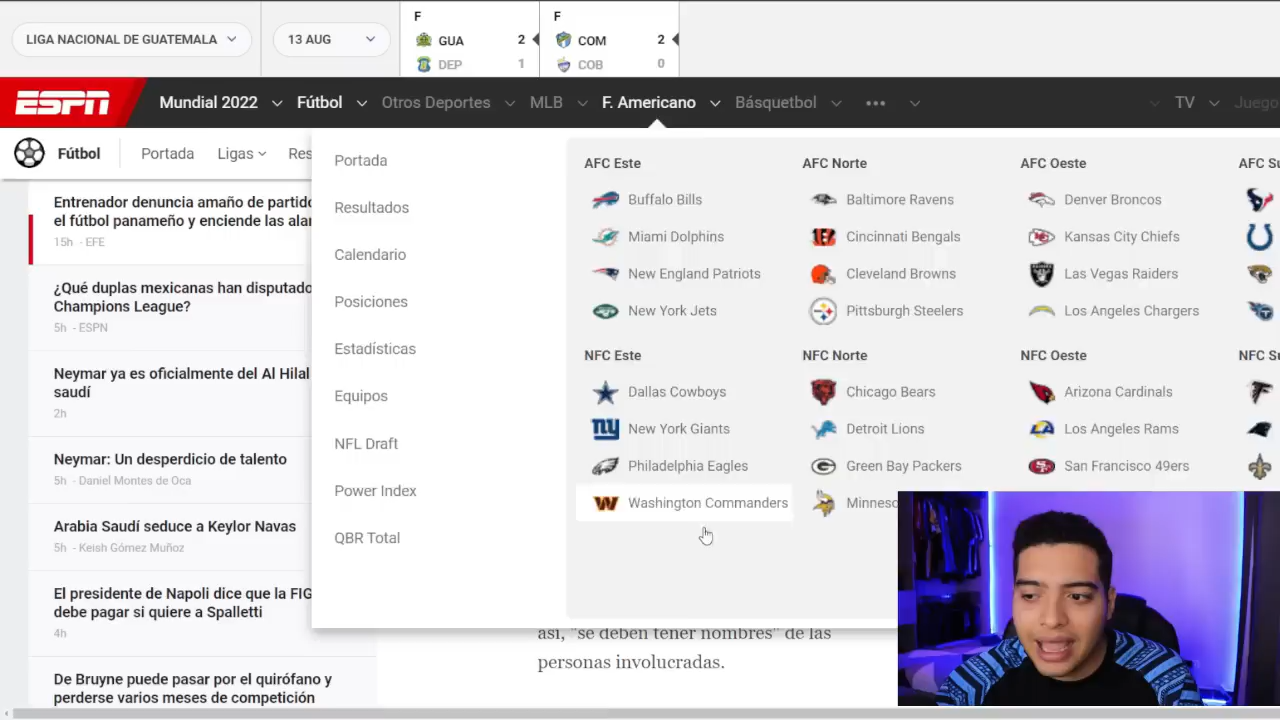 LIGA NACIONAL DE GUATEMALA
13 AUG
F
GUA 2
DEP 1
F
COM 2
COB 0
ESPN
Mundial 2022
Fútbol
Otros Deportes
MLB
F. Americano
Básquetbol
TV
Juego
Fútbol
Portada
Ligas
Res
Entrenador denuncia amaño de partido
el fútbol panameño y enciende las ala
15h - EFE
¿Qué duplas mexicanas han disputado
Champions League?
5h - ESPN
Neymar ya es oficialmente del Al Hilal
saudí
2h
Neymar: Un desperdicio de talento
5h - Daniel Montes de Oca
Arabia Saudí seduce a Keylor Navas
5h - Keish Gómez Muñoz
El presidente de Napoli dice que la FIG
debe pagar si quiere a Spalletti
4h
De Bruyne puede pasar por el quirófano y
perderse varios meses de competición
Portada
Resultados
Calendario
Posiciones
Estadísticas
Equipos
NFL Draft
Power Index
QBR Total
AFC Este
Buffalo Bills
Miami Dolphins
New England Patriots
New York Jets
AFC Norte
Baltimore Ravens
Cincinnati Bengals
Cleveland Browns
Pittsburgh Steelers
AFC Oeste
Denver Broncos
Kansas City Chiefs
Las Vegas Raiders
Los Angeles Chargers
AFC Su
NFC Este
Dallas Cowboys
New York Giants
Philadelphia Eagles
Washington Commanders
NFC Norte
Chicago Bears
Detroit Lions
Green Bay Packers
Minneso
NFC Oeste
Arizona Cardinals
Los Angeles Rams
San Francisco 49ers
NFC Su
así, "se deben tener nombres" de las
personas involucradas.